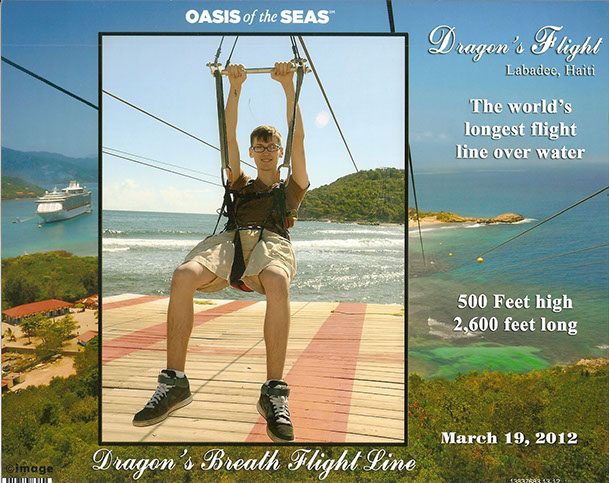 OASIS of the SEAS℠
Dragon's Flight
Labadee, Haiti
The world's
longest flight
line over water
500 Feet high
2,600 feet long
March 19, 2012
Dragon's Breath Flight Line
©Image